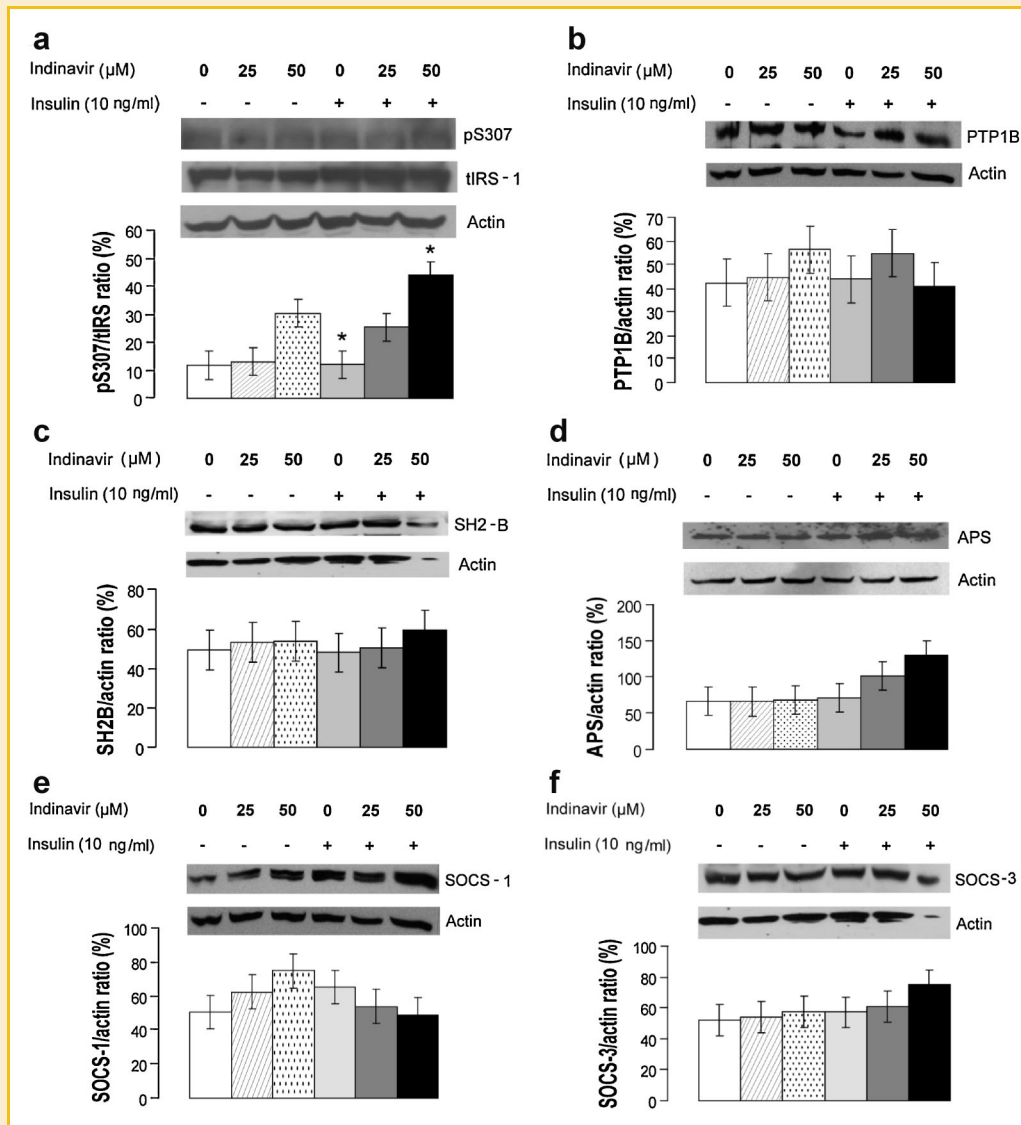 a
Indinavir (µM) 0 25 50 0 25 50
Insulin (10 ng/ml) - - - + + +
pS307
tIRS-1
Actin
pS307/tIRS ratio (%)
60
50
40
30
20
10
0
*
*
b
Indinavir (µM) 0 25 50 0 25 50
Insulin (10 ng/ml) - - - + + +
PTP1B
Actin
PTP1B/actin ratio (%)
70
60
50
40
30
20
10
0
c
Indinavir (µM) 0 25 50 0 25 50
Insulin (10 ng/ml) - - - + + +
SH2-B
Actin
SH2B/actin ratio (%)
80
60
40
20
0
d
Indinavir (µM) 0 25 50 0 25 50
Insulin (10 ng/ml) - - - + + +
APS
Actin
APS/actin ratio (%)
200
150
100
50
0
e
Indinavir (µM) 0 25 50 0 25 50
Insulin (10 ng/ml) - - - + + +
SOCS-1
Actin
SOCS-1/actin ratio (%)
100
80
60
40
20
0
f
Indinavir (µM) 0 25 50 0 25 50
Insulin (10 ng/ml) - - - + + +
SOCS-3
Actin
SOCS-3/actin ratio (%)
100
80
60
40
20
0